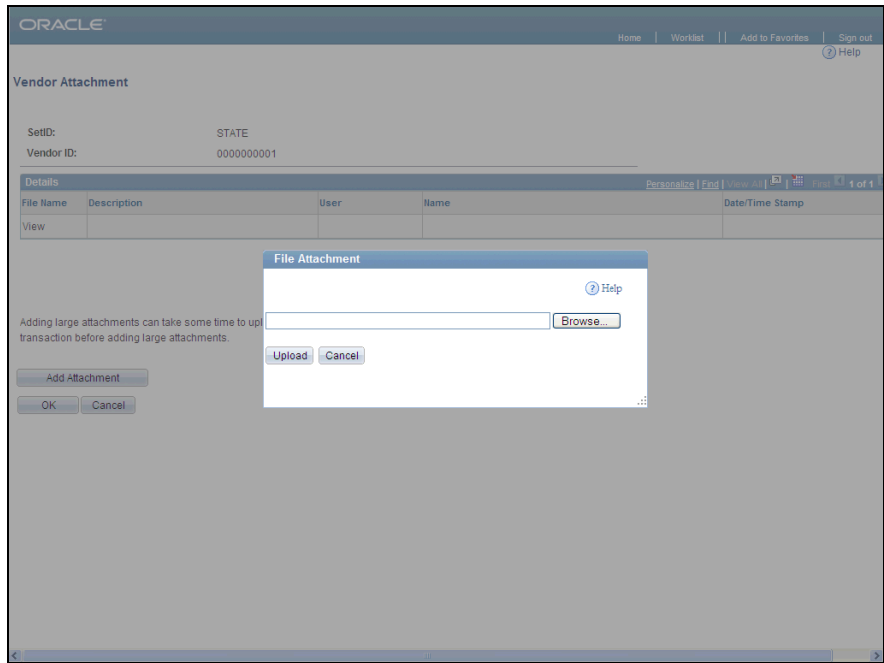 ORACLE
Home | Worklist || Add to Favorites | Sign out
? Help
Vendor Attachment
SetID: STATE
Vendor ID: 0000000001
Details Personalize | Find | View All | | First 1 of 1
File Name Description User Name Date/Time Stamp
View
File Attachment
? Help
Browse...
Upload Cancel
Adding large attachments can take some time to upl
transaction before adding large attachments.
Add Attachment
OK Cancel